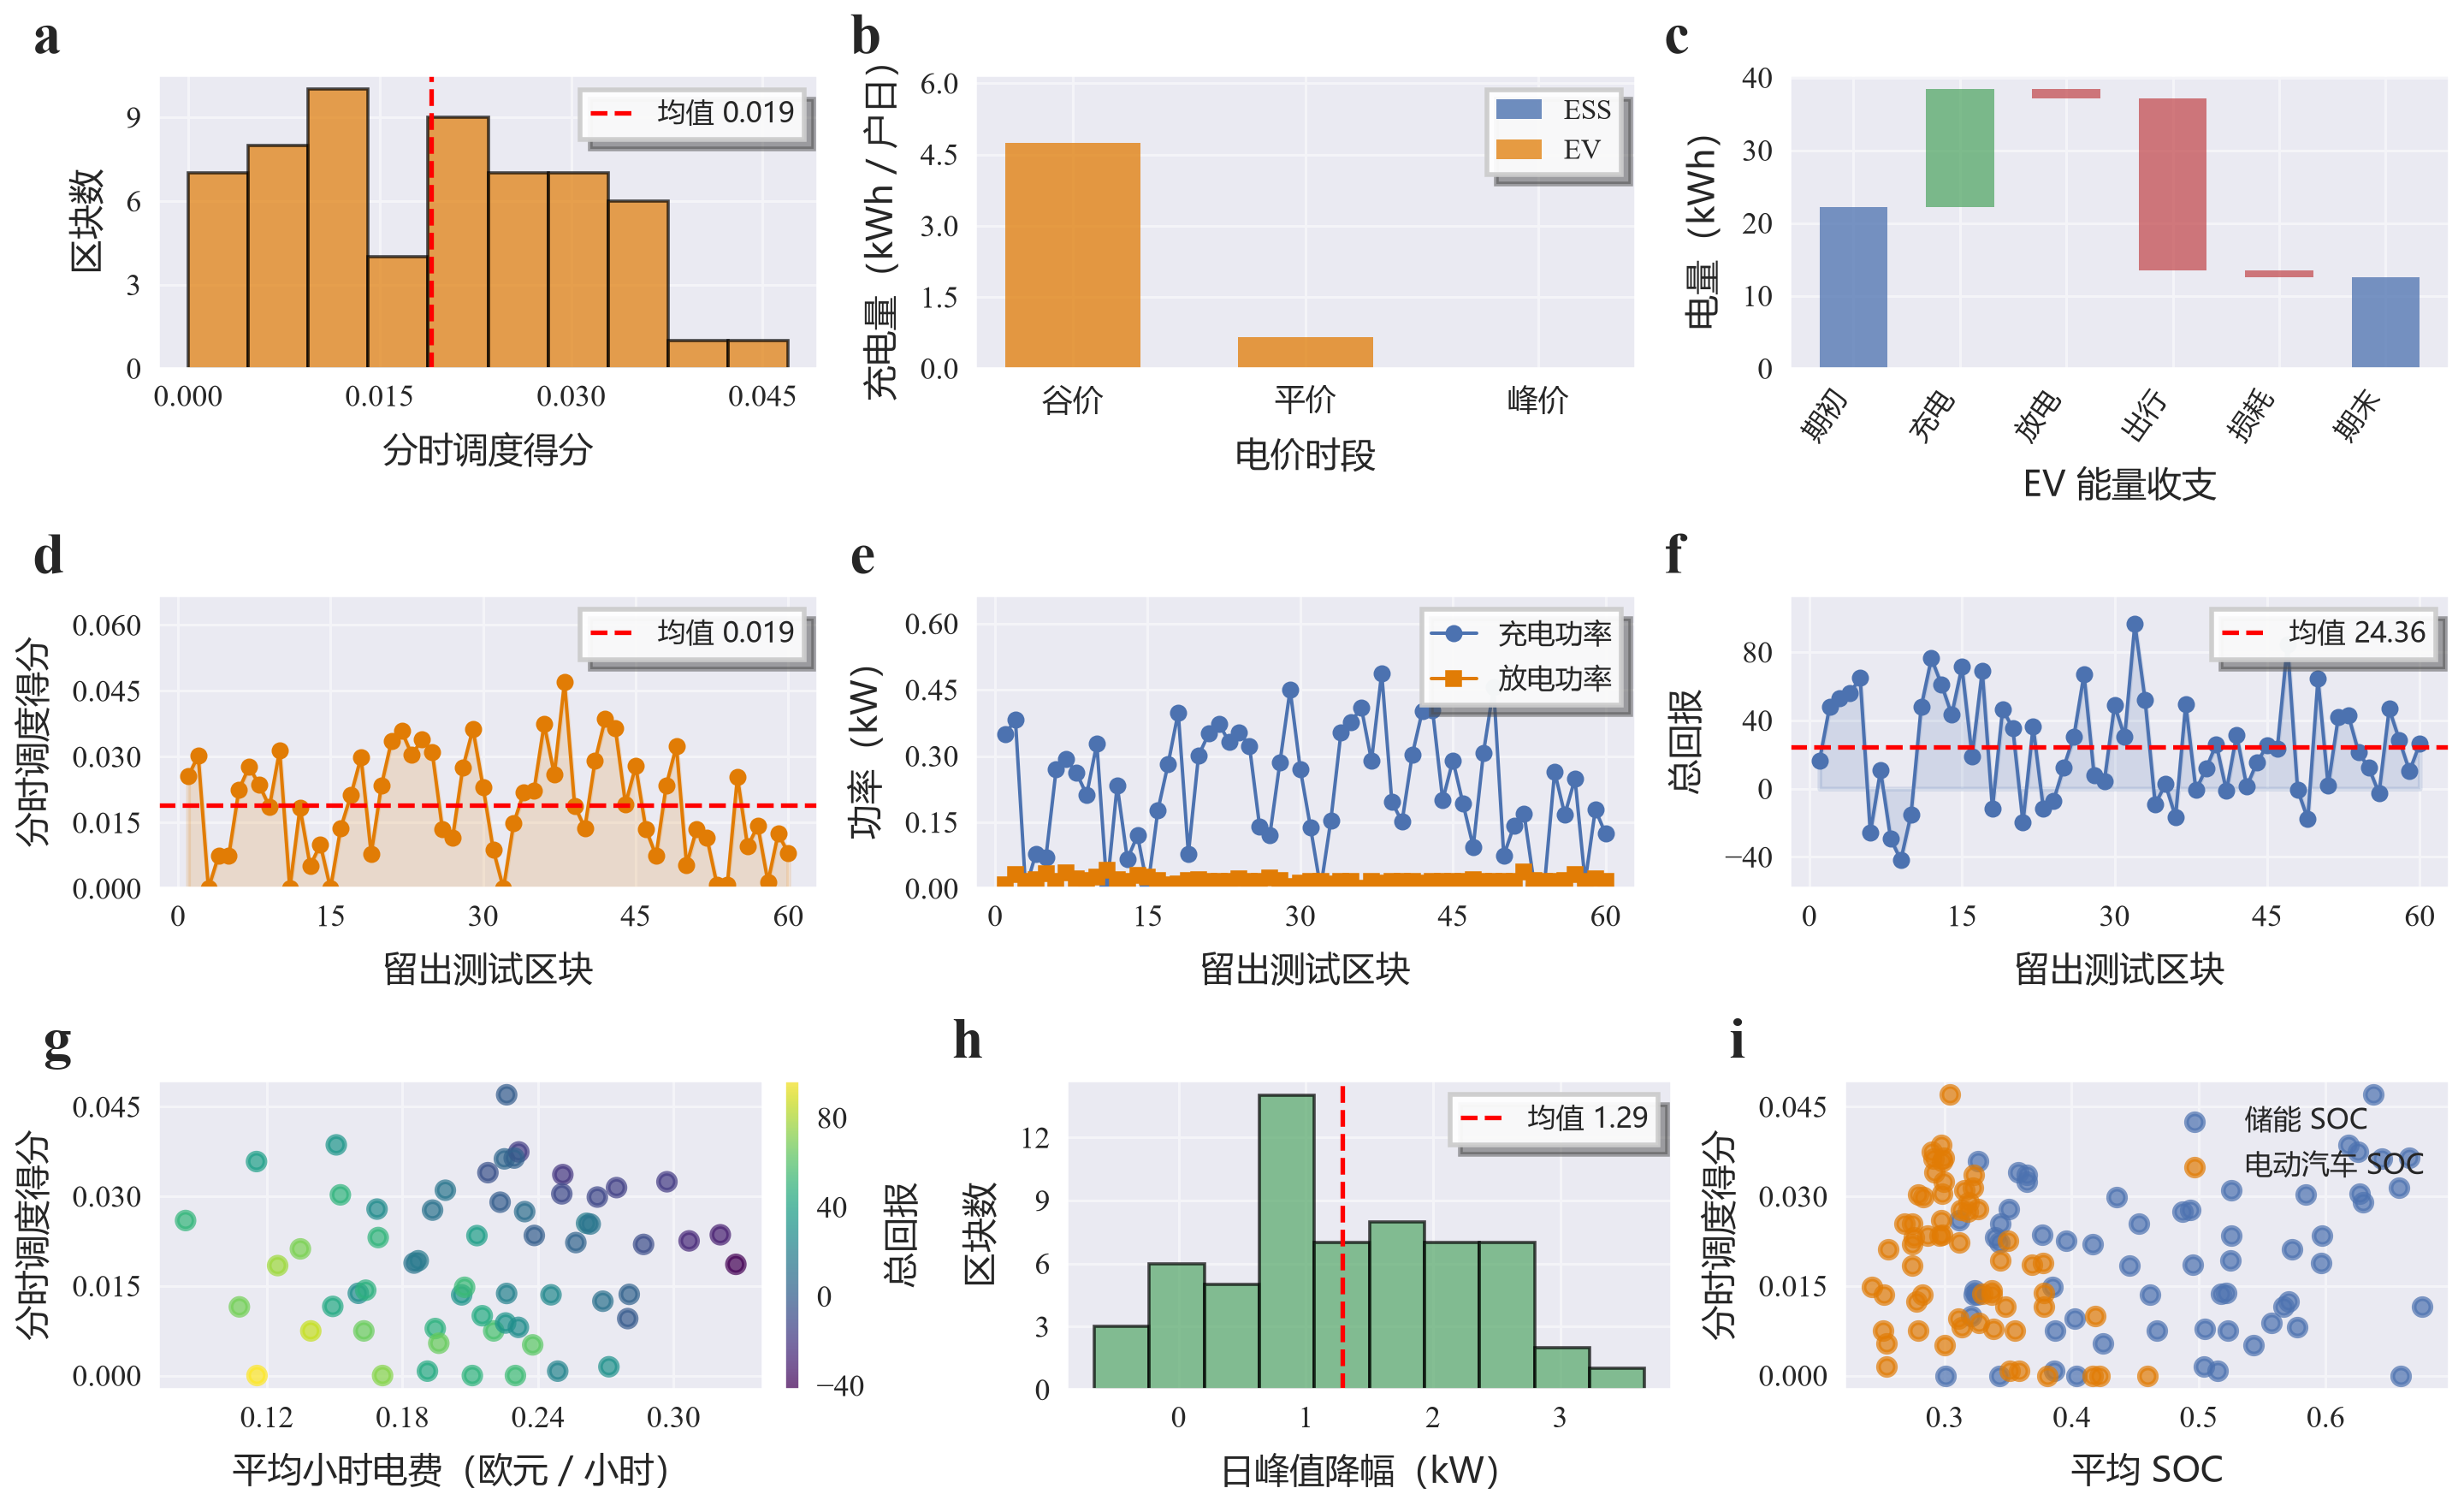 a
区块数
9
6
3
0
均值 0.019
0.000
0.015
0.030
0.045
分时调度得分
b
充电量（kWh / 户日）
6.0
4.5
3.0
1.5
0.0
ESS
EV
谷价
平价
峰价
电价时段
c
电量（kWh）
40
30
20
10
0
期初
充电
放电
出行
损耗
期末
EV 能量收支
d
分时调度得分
0.060
0.045
0.030
0.015
0.000
均值 0.019
0
15
30
45
60
留出测试区块
e
功率（kW）
0.60
0.45
0.30
0.15
0.00
充电功率
放电功率
0
15
30
45
60
留出测试区块
f
总回报
80
40
0
−40
均值 24.36
0
15
30
45
60
留出测试区块
g
分时调度得分
0.045
0.030
0.015
0.000
0.12
0.18
0.24
0.30
平均小时电费（欧元 / 小时）
80
40
0
−40
总回报
h
区块数
12
9
6
3
0
均值 1.29
0
1
2
3
日峰值降幅（kW）
i
分时调度得分
0.045
0.030
0.015
0.000
储能 SOC
电动汽车 SOC
0.3
0.4
0.5
0.6
平均 SOC